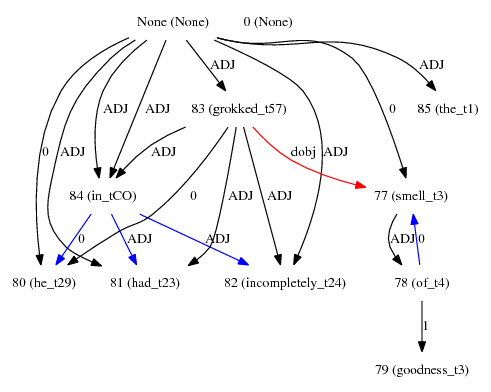 None (None) 0 (None)
ADJ ADJ
83 (grokked_t57) 85 (the_t1)
ADJ ADJ 0
0 ADJ ADJ dobj ADJ
84 (in_tCO) 0 ADJ ADJ 77 (smell_t3)
0 ADJ ADJ ADJ 0
80 (he_t29) 81 (had_t23) 82 (incompletely_t24) 78 (of_t4)
1
79 (goodness_t3)